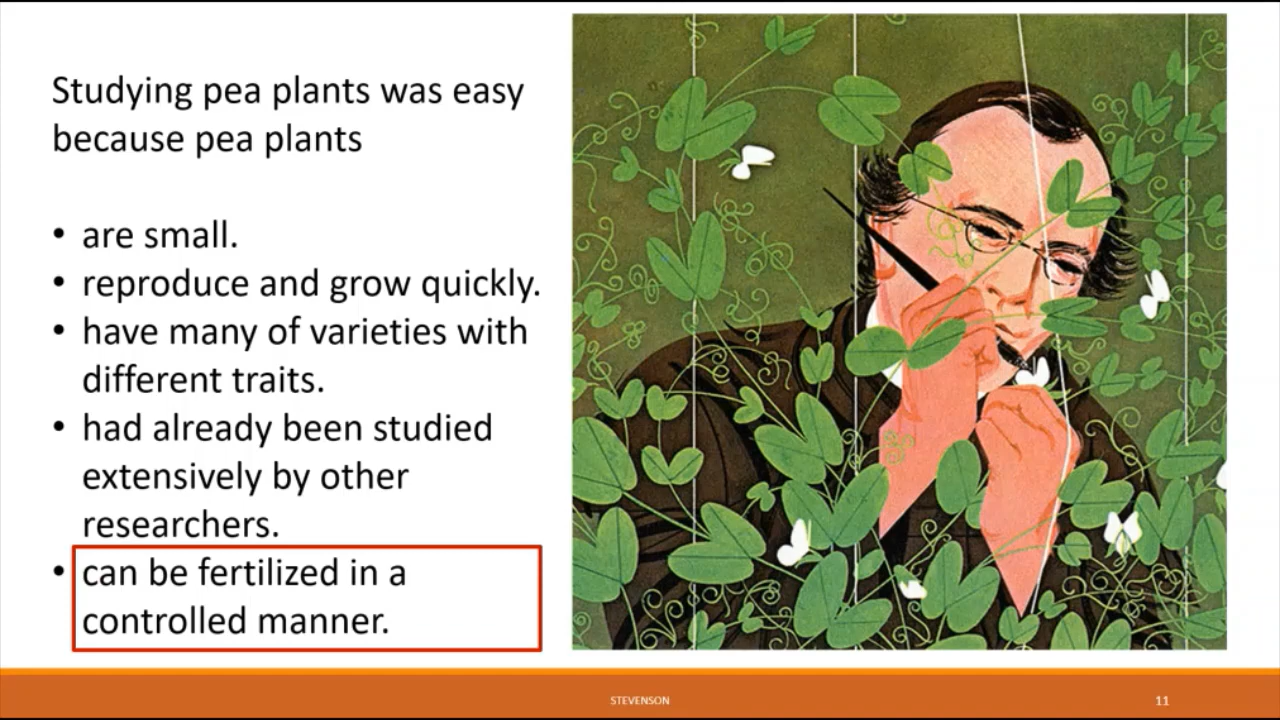 Studying pea plants was easy
because pea plants
• are small.
• reproduce and grow quickly.
• have many of varieties with
different traits.
• had already been studied
extensively by other
researchers.
• can be fertilized in a
controlled manner.
STEVENSON
11